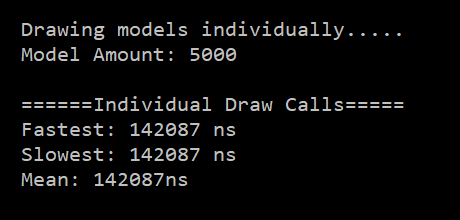 Drawing models individually.....
Model Amount: 5000
======Individual Draw Calls=====
Fastest: 142087 ns
Slowest: 142087 ns
Mean: 142087ns